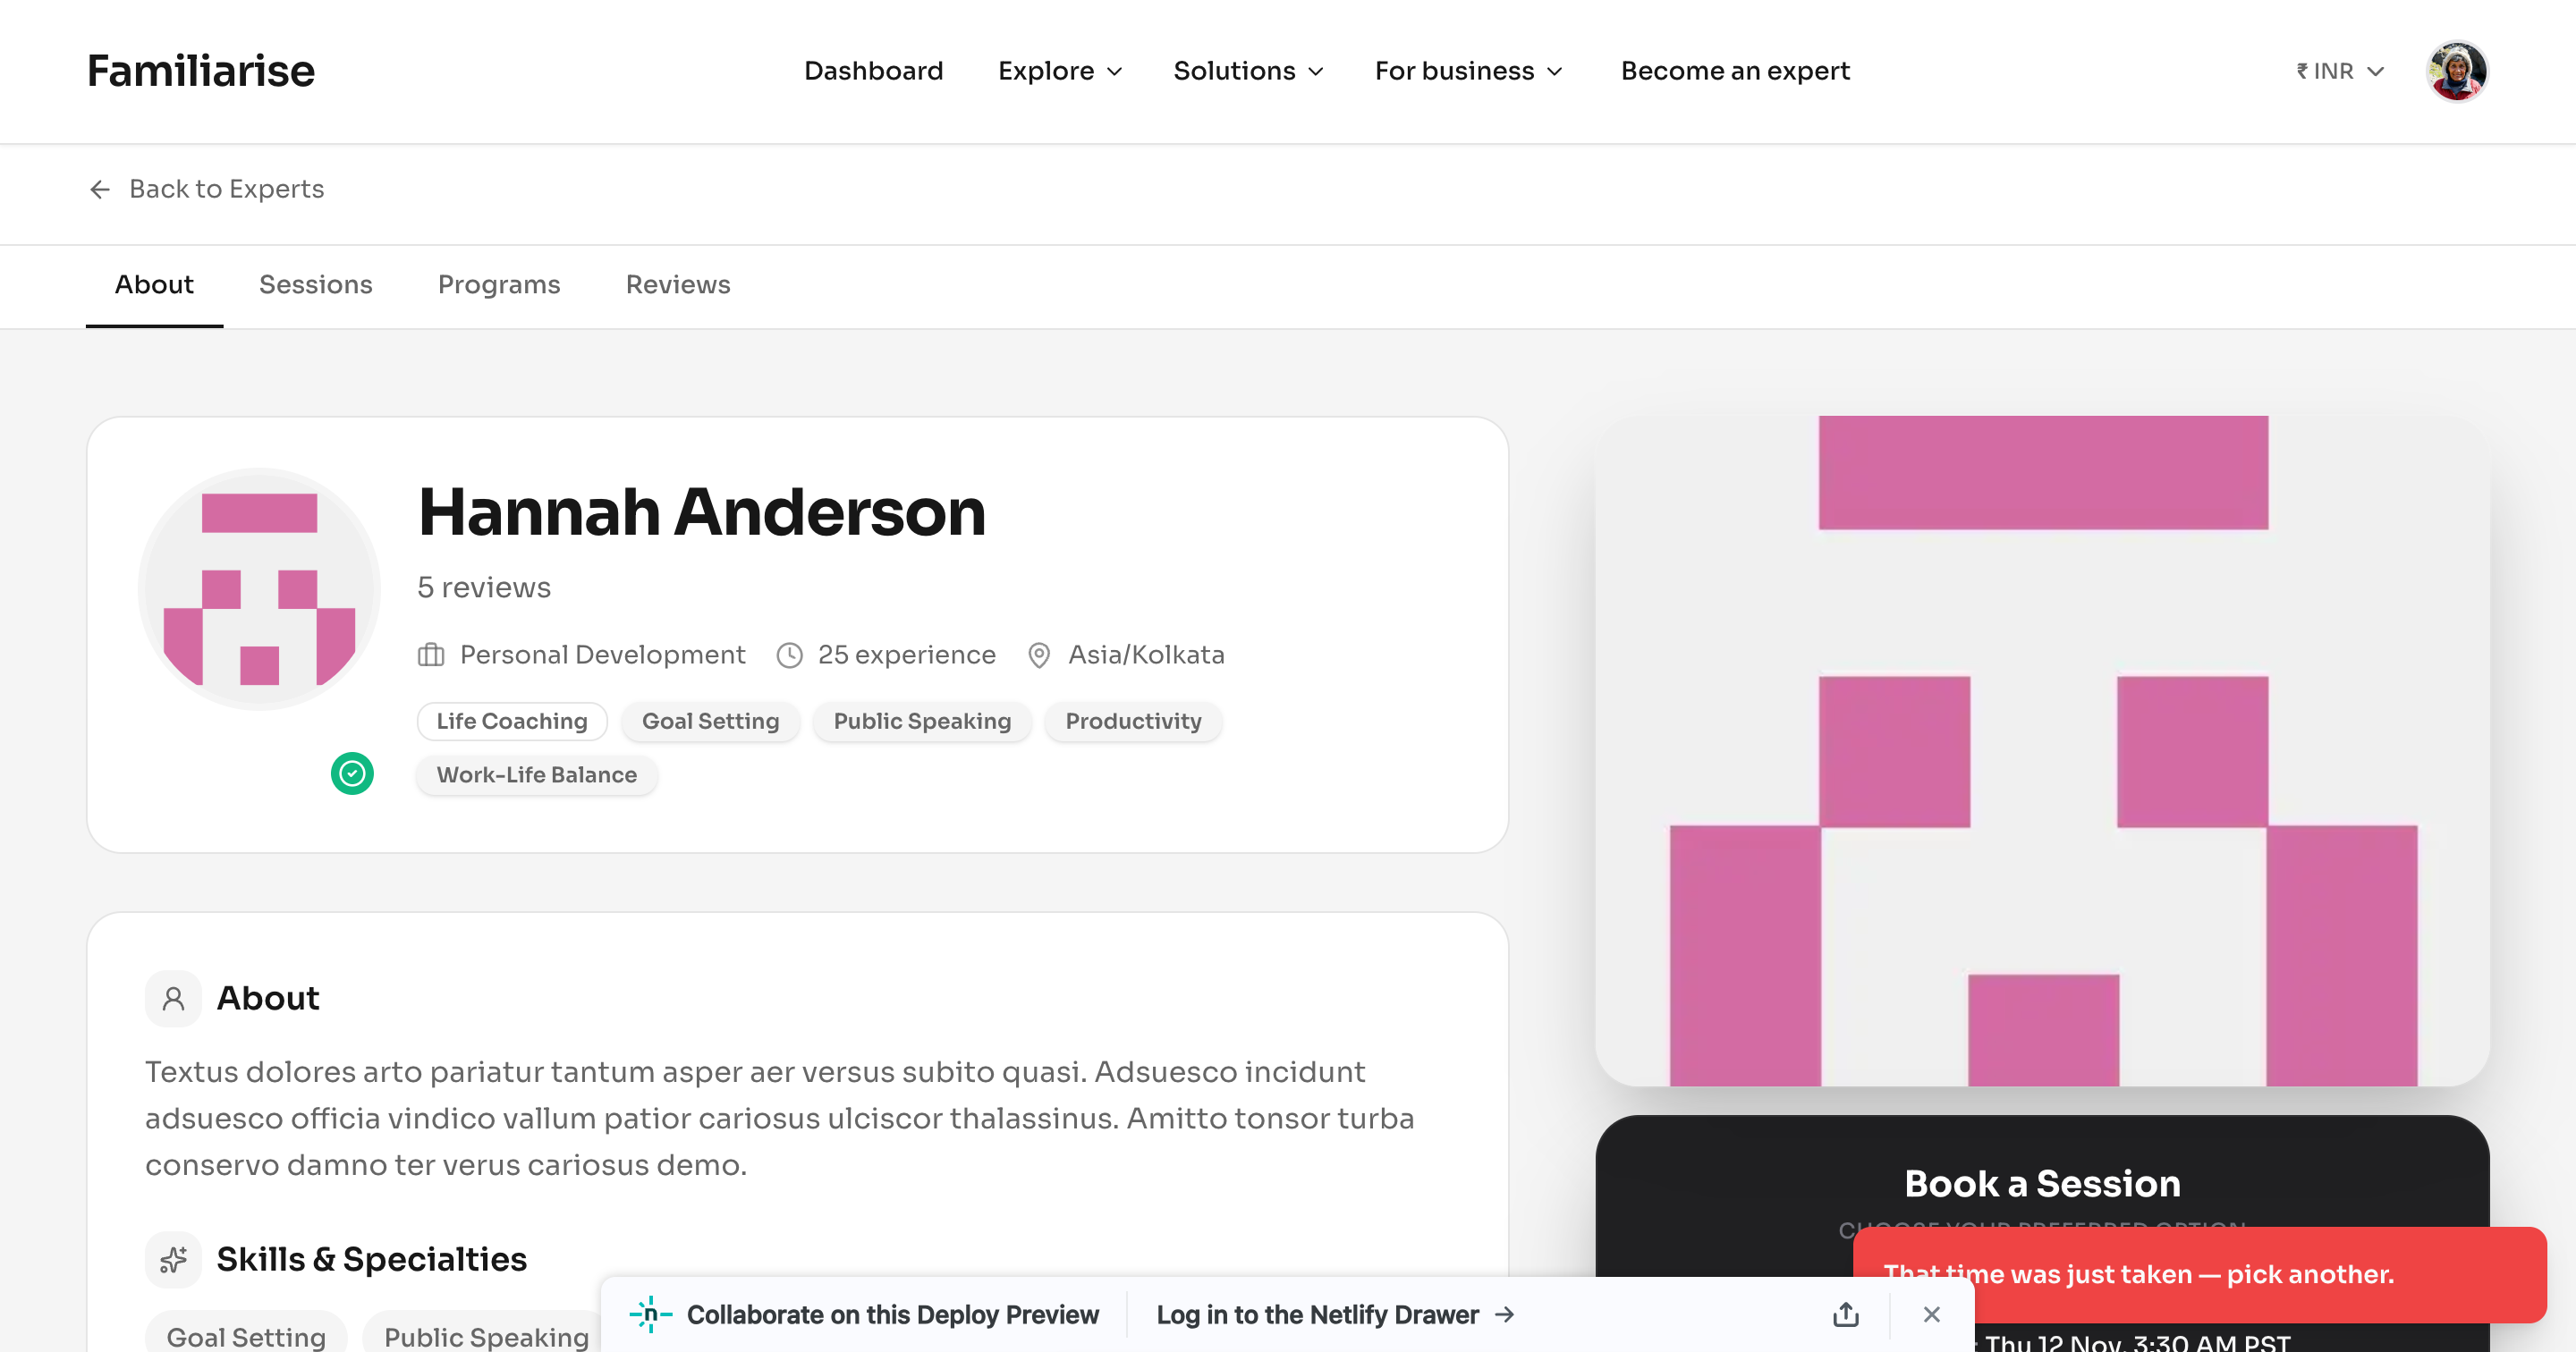 Familiarise
Dashboard
Explore
Solutions
For business
Become an expert
₹ INR
Back to Experts
About
Sessions
Programs
Reviews
Hannah Anderson
5 reviews
Personal Development
25 experience
Asia/Kolkata
Life Coaching
Goal Setting
Public Speaking
Productivity
Work-Life Balance
About
Textus dolores arto pariatur tantum asper aer versus subito quasi. Adsuesco incidunt
adsuesco officia vindico vallum patior cariosus ulciscor thalassinus. Amitto tonsor turba
conservo damno ter verus cariosus demo.
Skills & Specialties
Goal Setting
Public Speaking
Book a Session
CHOOSE YOUR PREFERRED OPTION
That time was just taken — pick another.
Thu 12 Nov, 3:30 AM PST
n
Collaborate on this Deploy Preview
Log in to the Netlify Drawer